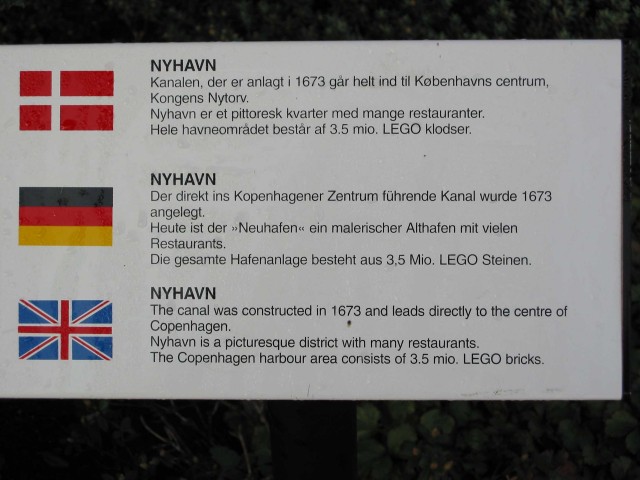 NYHAVN
Kanalen, der er anlagt i 1673 går helt ind til Københavns centrum,
Kongens Nytorv.
Nyhavn er et pittoresk kvarter med mange restauranter.
Hele havneområdet består af 3.5 mio. LEGO klodser.
NYHAVN
Der direkt ins Kopenhagener Zentrum führende Kanal wurde 1673
angelegt.
Heute ist der »Neuhafen« ein malerischer Althafen mit vielen
Restaurants.
Die gesamte Hafenanlage besteht aus 3,5 Mio. LEGO Steinen.
NYHAVN
The canal was constructed in 1673 and leads directly to the centre of
Copenhagen.
Nyhavn is a picturesque district with many restaurants.
The Copenhagen harbour area consists of 3.5 mio. LEGO bricks.